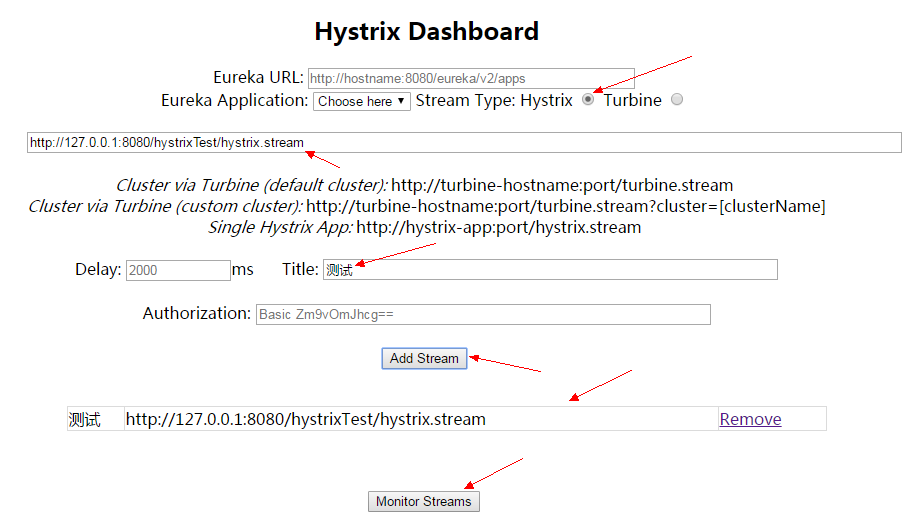 Hystrix Dashboard
Eureka URL: http://hostname:8080/eureka/v2/apps
Eureka Application: Choose here Stream Type: Hystrix Turbine
http://127.0.0.1:8080/hystrixTest/hystrix.stream
Cluster via Turbine (default cluster): http://turbine-hostname:port/turbine.stream
Cluster via Turbine (custom cluster): http://turbine-hostname:port/turbine.stream?cluster=[clusterName]
Single Hystrix App: http://hystrix-app:port/hystrix.stream
Delay: 2000 ms Title: 测试
Authorization: Basic Zm9vOmJhcg==
Add Stream
测试 http://127.0.0.1:8080/hystrixTest/hystrix.stream Remove
Monitor Streams